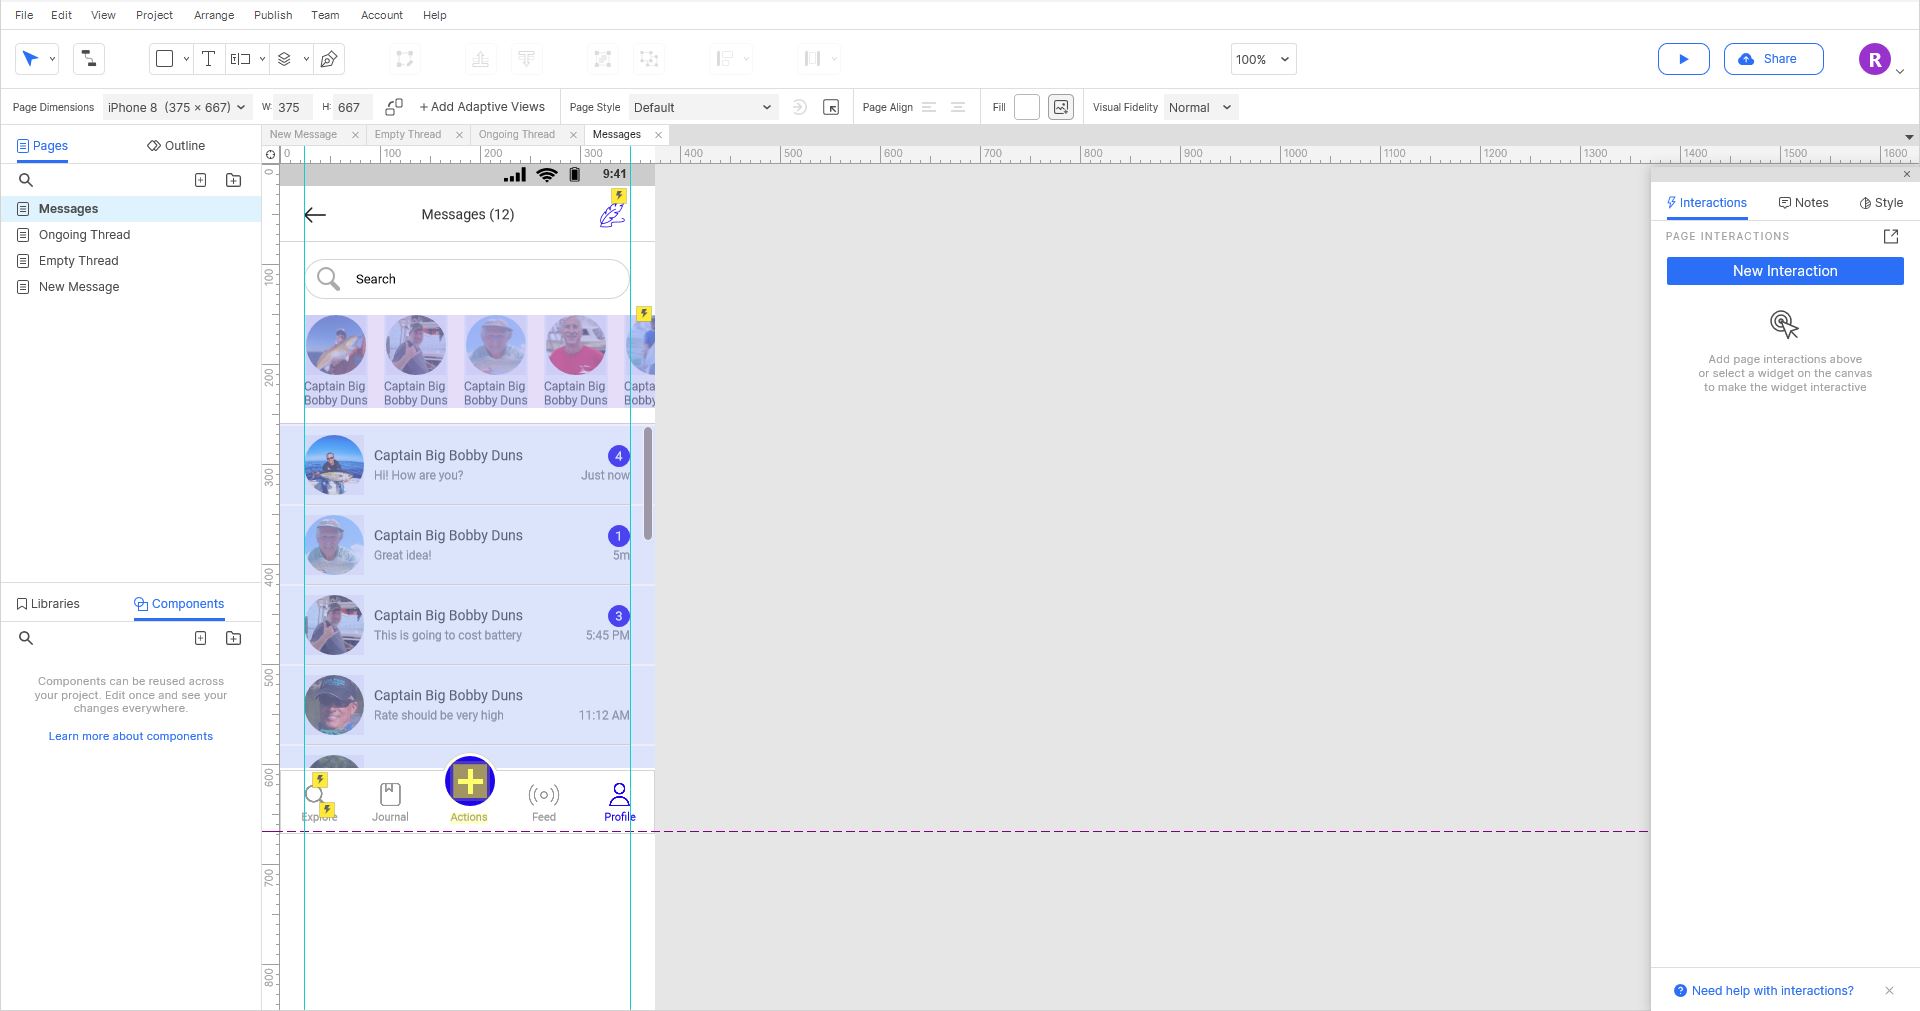 File Edit View Project Arrange Publish Team Account Help
100% Share R
Page Dimensions iPhone 8 (375 × 667) W: 375 H: 667 + Add Adaptive Views Page Style Default Page Align Fill Visual Fidelity Normal
Pages Outline
New Message Empty Thread Ongoing Thread Messages
0 100 200 300 400 500 600 700 800 900 1000 1100 1200 1300 1400 1500 1600
Messages
Ongoing Thread
Empty Thread
New Message
Libraries Components
Components can be reused across
your project. Edit once and see your
changes everywhere.
Learn more about components
0
100
200
300
400
500
600
700
800
9:41
Messages (12)
Search
Captain Big Captain Big Captain Big Captain Big Capta
Bobby Duns Bobby Duns Bobby Duns Bobby Duns Bobby
Captain Big Bobby Duns 4
Hi! How are you? Just now
Captain Big Bobby Duns 1
Great idea! 5m
Captain Big Bobby Duns 3
This is going to cost battery 5:45 PM
Captain Big Bobby Duns
Rate should be very high 11:12 AM
Explore Journal Actions Feed Profile
Interactions Notes Style
PAGE INTERACTIONS
New Interaction
Add page interactions above
or select a widget on the canvas
to make the widget interactive
? Need help with interactions?